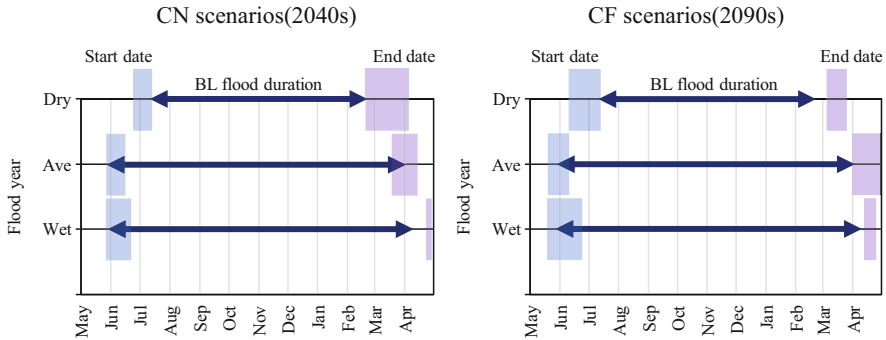 CN scenarios(2040s)
Start date
End date
BL flood duration
Dry
Ave
Wet
Flood year
May
Jun
Jul
Aug
Sep
Oct
Nov
Dec
Jan
Feb
Mar
Apr
CF scenarios(2090s)
Start date
End date
BL flood duration
Dry
Ave
Wet
Flood year
May
Jun
Jul
Aug
Sep
Oct
Nov
Dec
Jan
Feb
Mar
Apr